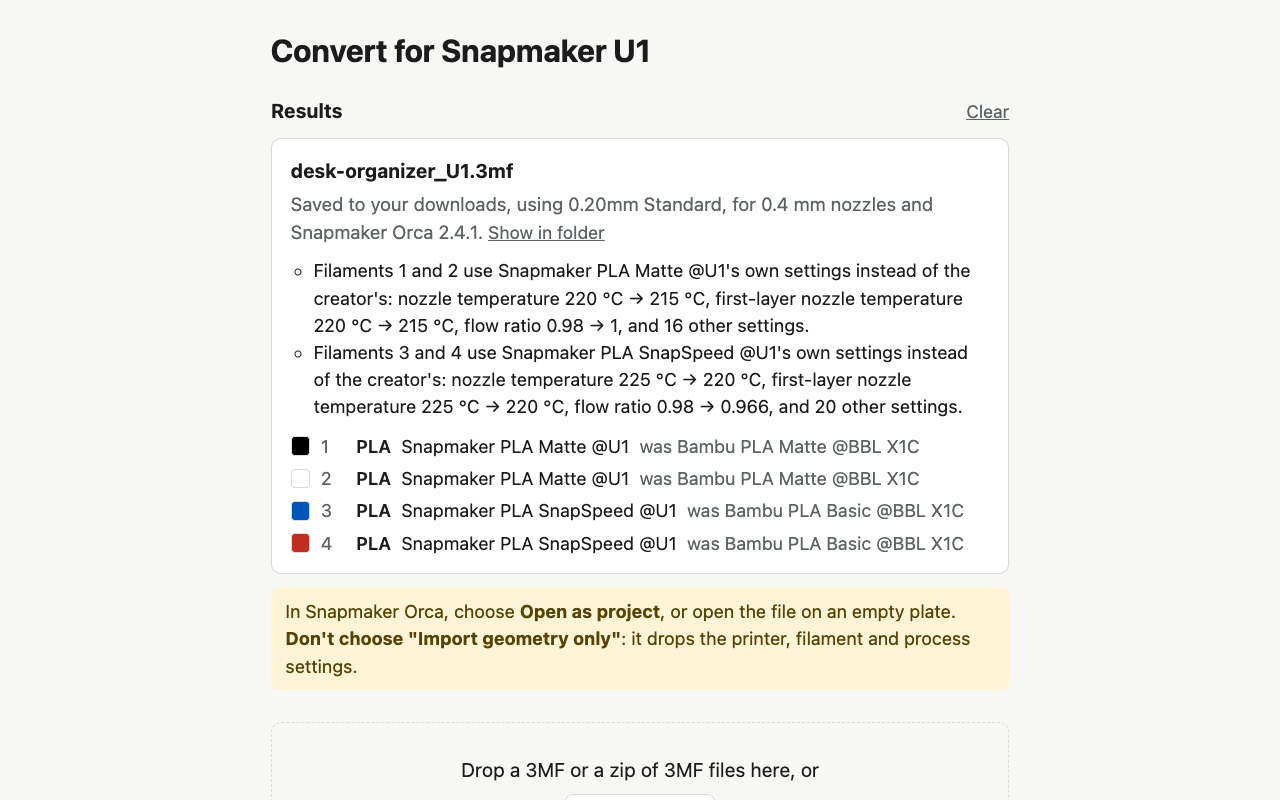 Convert for Snapmaker U1
Results
Clear
desk-organizer_U1.3mf
Saved to your downloads, using 0.20mm Standard, for 0.4 mm nozzles and
Snapmaker Orca 2.4.1. Show in folder
Filaments 1 and 2 use Snapmaker PLA Matte @U1's own settings instead of the
creator's: nozzle temperature 220 °C → 215 °C, first-layer nozzle temperature
220 °C → 215 °C, flow ratio 0.98 → 1, and 16 other settings.
Filaments 3 and 4 use Snapmaker PLA SnapSpeed @U1's own settings instead
of the creator's: nozzle temperature 225 °C → 220 °C, first-layer nozzle
temperature 225 °C → 220 °C, flow ratio 0.98 → 0.966, and 20 other settings.
1 PLA Snapmaker PLA Matte @U1 was Bambu PLA Matte @BBL X1C
2 PLA Snapmaker PLA Matte @U1 was Bambu PLA Matte @BBL X1C
3 PLA Snapmaker PLA SnapSpeed @U1 was Bambu PLA Basic @BBL X1C
4 PLA Snapmaker PLA SnapSpeed @U1 was Bambu PLA Basic @BBL X1C
In Snapmaker Orca, choose Open as project, or open the file on an empty plate.
Don't choose "Import geometry only": it drops the printer, filament and process
settings.
Drop a 3MF or a zip of 3MF files here, or